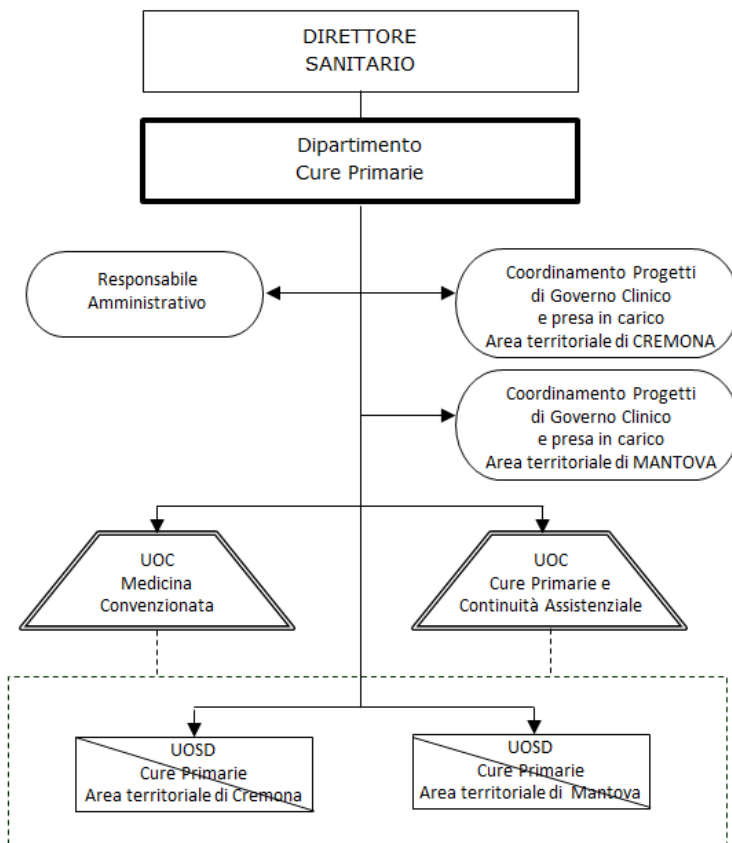 DIRETTORE
SANITARIO
Dipartimento
Cure Primarie
Responsabile
Amministrativo
Coordinamento Progetti
di Governo Clinico
e presa in carico
Area territoriale di CREMONA
Coordinamento Progetti
di Governo Clinico
e presa in carico
Area territoriale di MANTOVA
UOC
Medicina
Convenzionata
UOC
Cure Primarie e
Continuità Assistenziale
UOSD
Cure Primarie
Area territoriale di Cremona
UOSD
Cure Primarie
Area territoriale di Mantova